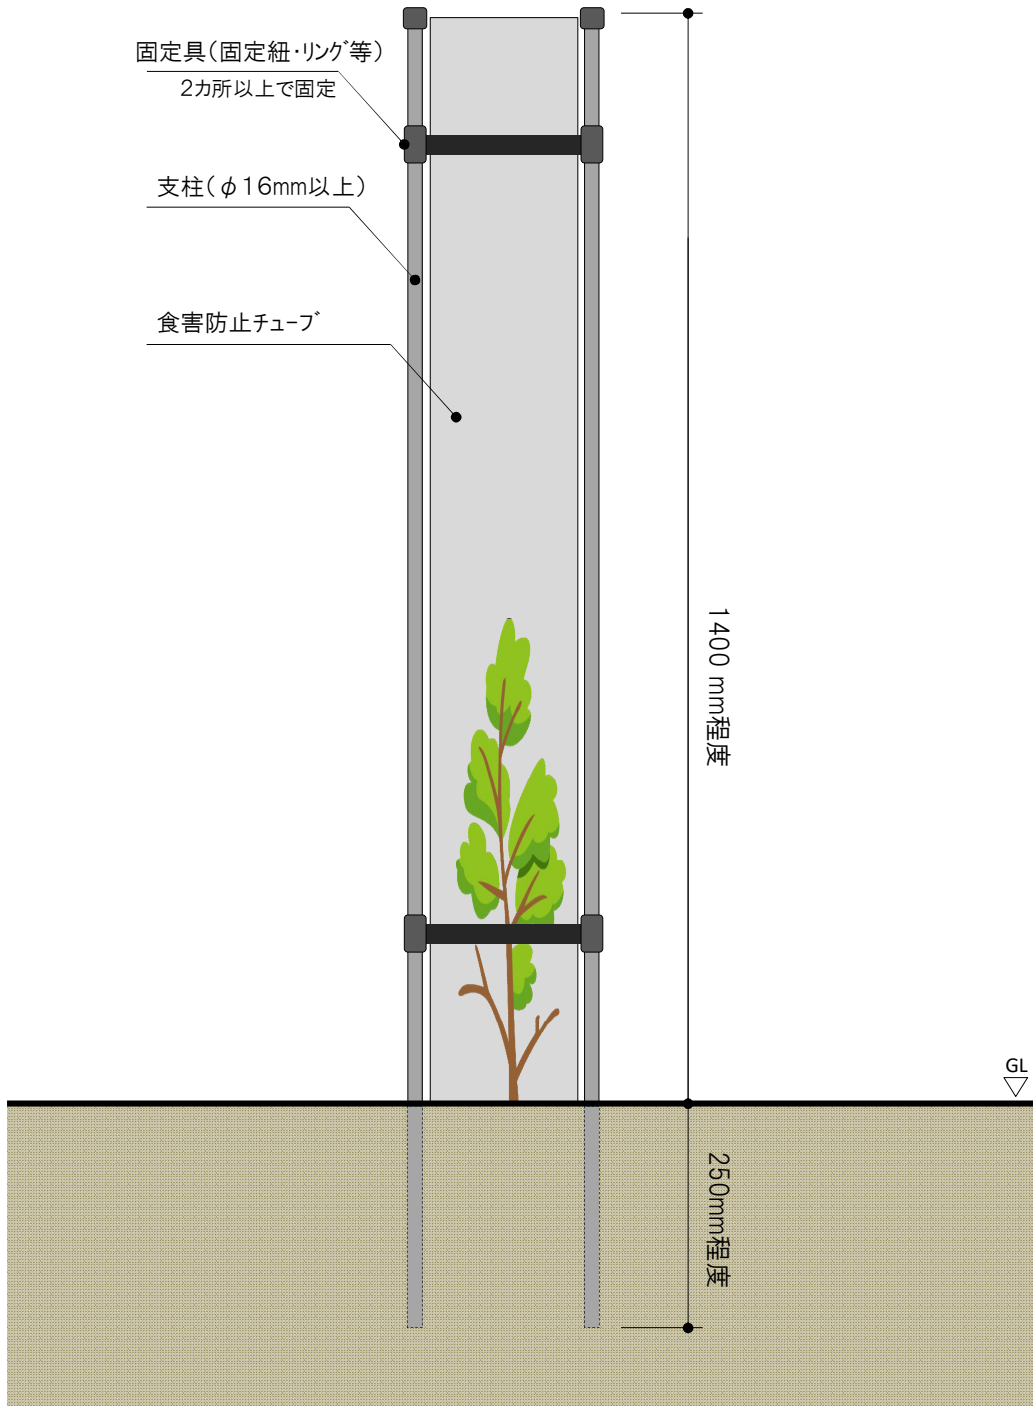 固定具(固定紐・リング等)
2カ所以上で固定
支柱(φ16mm以上)
食害防止チューブ
1400 mm程度
GL
250mm程度